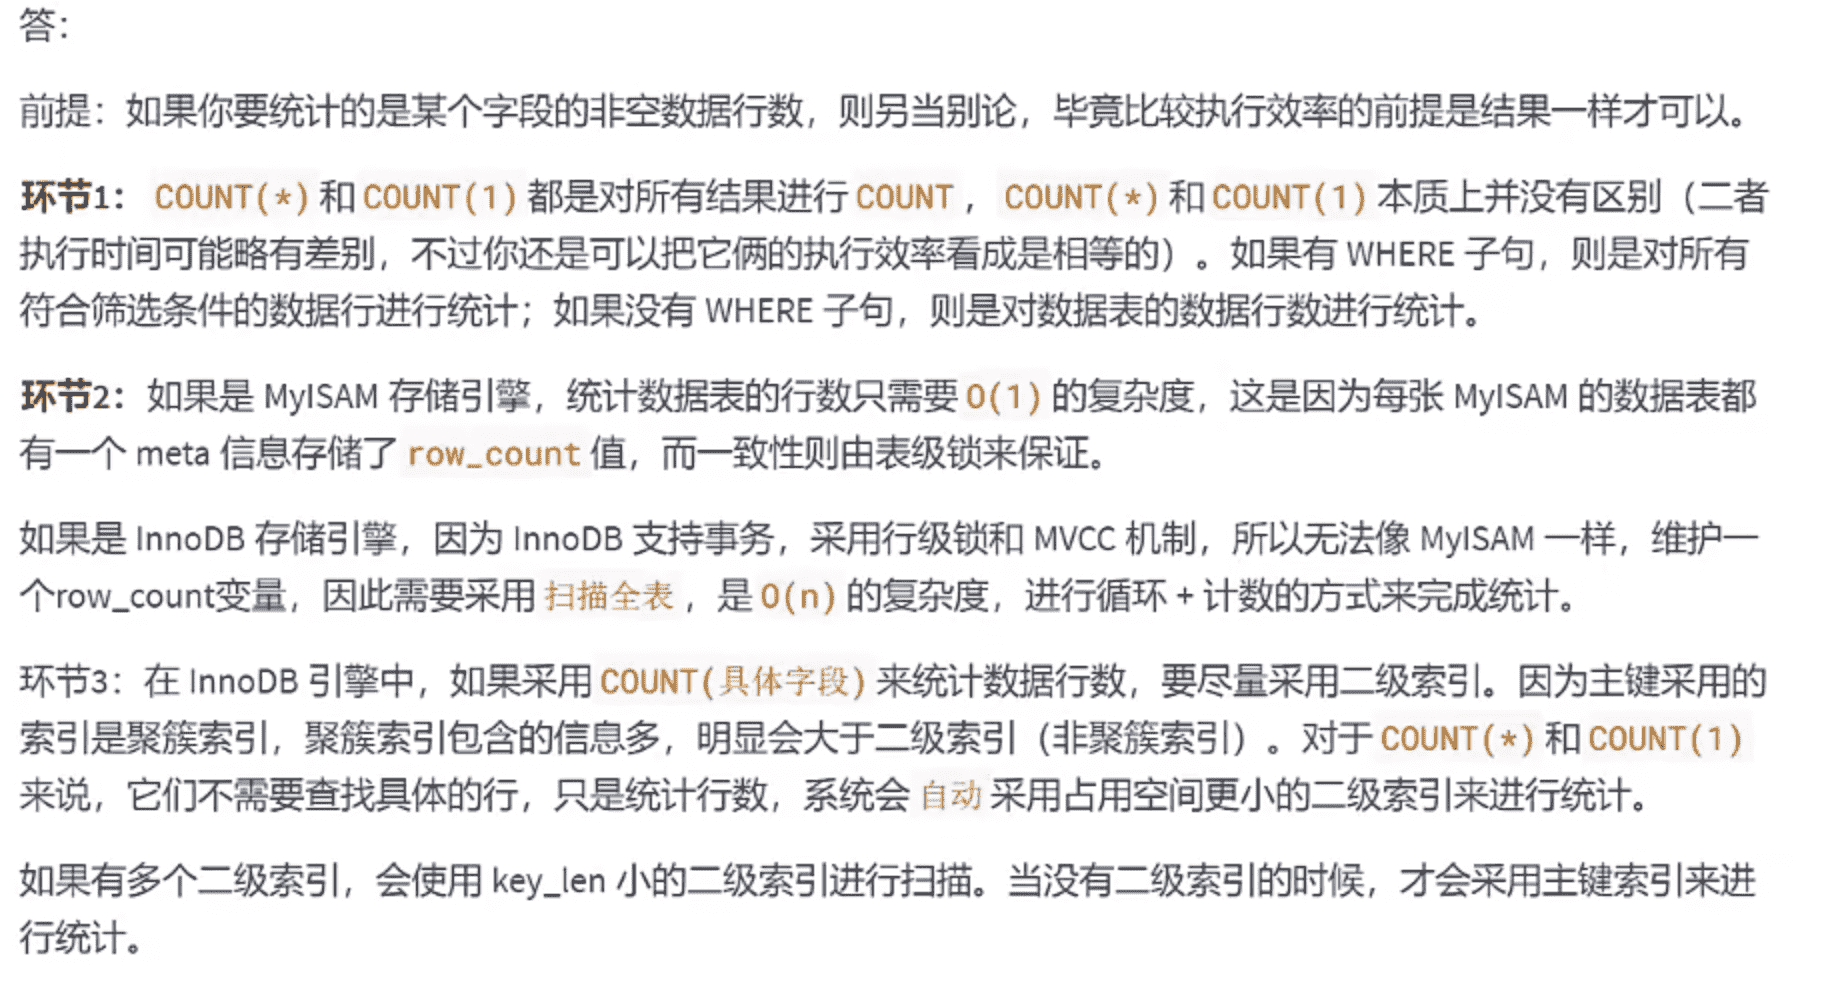 答：
前提：如果你要统计的是某个字段的非空数据行数，则另当别论，毕竟比较执行效率的前提是结果一样才可以。
环节1： COUNT(*) 和 COUNT(1) 都是对所有结果进行 COUNT ， COUNT(*) 和 COUNT(1) 本质上并没有区别（二者
执行时间可能略有差别，不过你还是可以把它俩的执行效率看成是相等的）。如果有 WHERE 子句，则是对所有
符合筛选条件的数据行进行统计；如果没有 WHERE 子句，则是对数据表的数据行数进行统计。
环节2：如果是 MyISAM 存储引擎，统计数据表的行数只需要 O(1) 的复杂度，这是因为每张 MyISAM 的数据表都
有一个 meta 信息存储了 row_count 值，而一致性则由表级锁来保证。
如果是 InnoDB 存储引擎，因为 InnoDB 支持事务，采用行级锁和 MVCC 机制，所以无法像 MyISAM 一样，维护一
个row_count变量，因此需要采用 扫描全表 ，是 O(n) 的复杂度，进行循环 + 计数的方式来完成统计。
环节3：在 InnoDB 引擎中，如果采用 COUNT(具体字段) 来统计数据行数，要尽量采用二级索引。因为主键采用的
索引是聚簇索引，聚簇索引包含的信息多，明显会大于二级索引（非聚簇索引）。对于 COUNT(*) 和 COUNT(1)
来说，它们不需要查找具体的行，只是统计行数，系统会 自动 采用占用空间更小的二级索引来进行统计。
如果有多个二级索引，会使用 key_len 小的二级索引进行扫描。当没有二级索引的时候，才会采用主键索引来进
行统计。